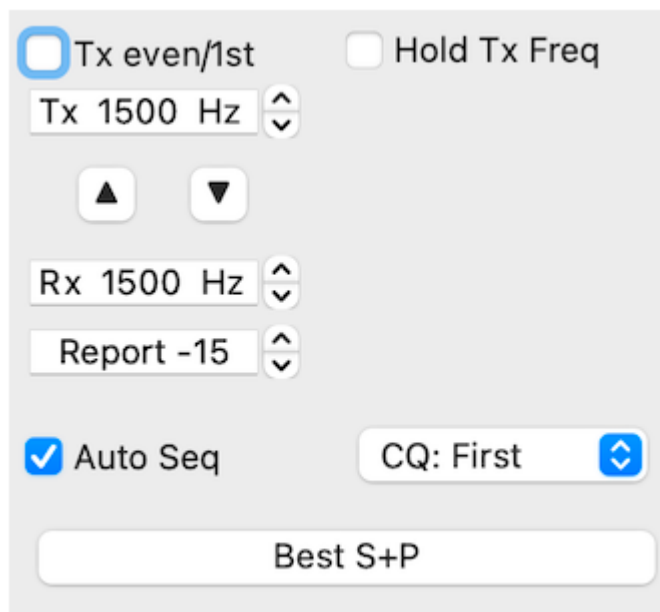 Tx even/1st Hold Tx Freq
Tx 1500 Hz
Rx 1500 Hz
Report -15
Auto Seq CQ: First
Best S+P